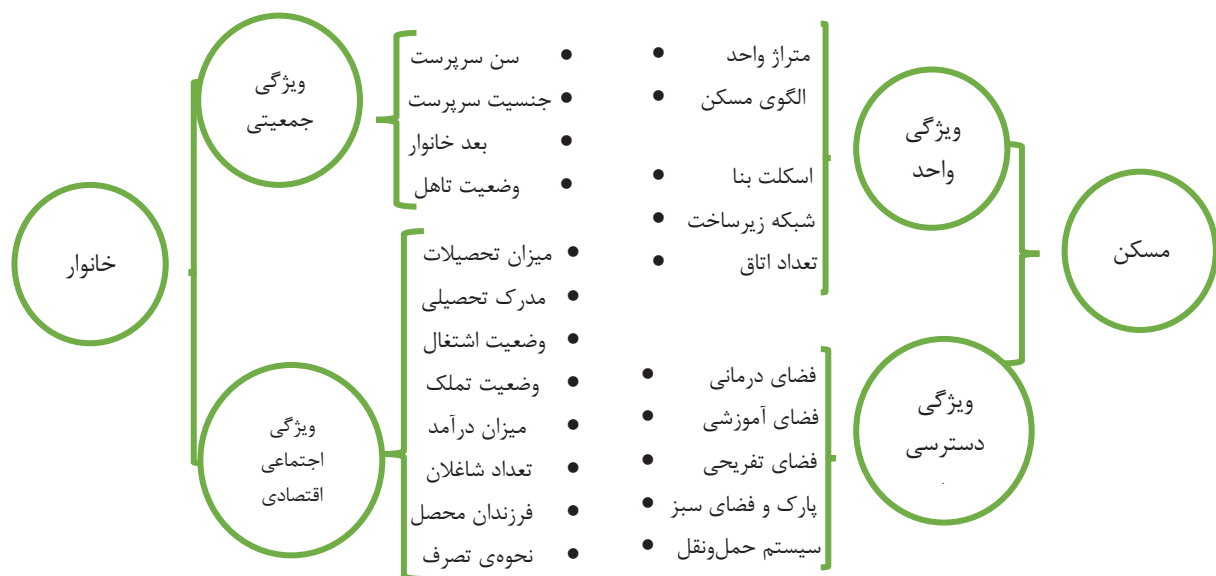 مسکن
ویژگی
واحد
متراژ واحد
الگوی مسکن
اسکلت بنا
شبکه زیرساخت
تعداد اتاق
ویژگی
دسترسی
.
فضای درمانی
فضای آموزشی
فضای تفریحی
پارک و فضای سبز
سیستم حمل‌ونقل
خانوار
ویژگی
جمعیتی
سن سرپرست
جنسیت سرپرست
بعد خانوار
وضعیت تاهل
ویژگی
اجتماعی
اقتصادی
میزان تحصیلات
مدرک تحصیلی
وضعیت اشتغال
وضعیت تملک
میزان درآمد
تعداد شاغلان
فرزندان محصل
نحوه‌ی تصرف